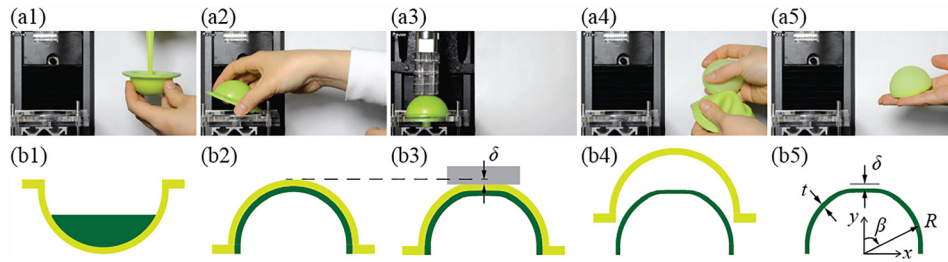 (a1) (a2) (a3) (a4) (a5)
(b1) (b2) (b3) δ (b4) (b5) δ
t y β R
x